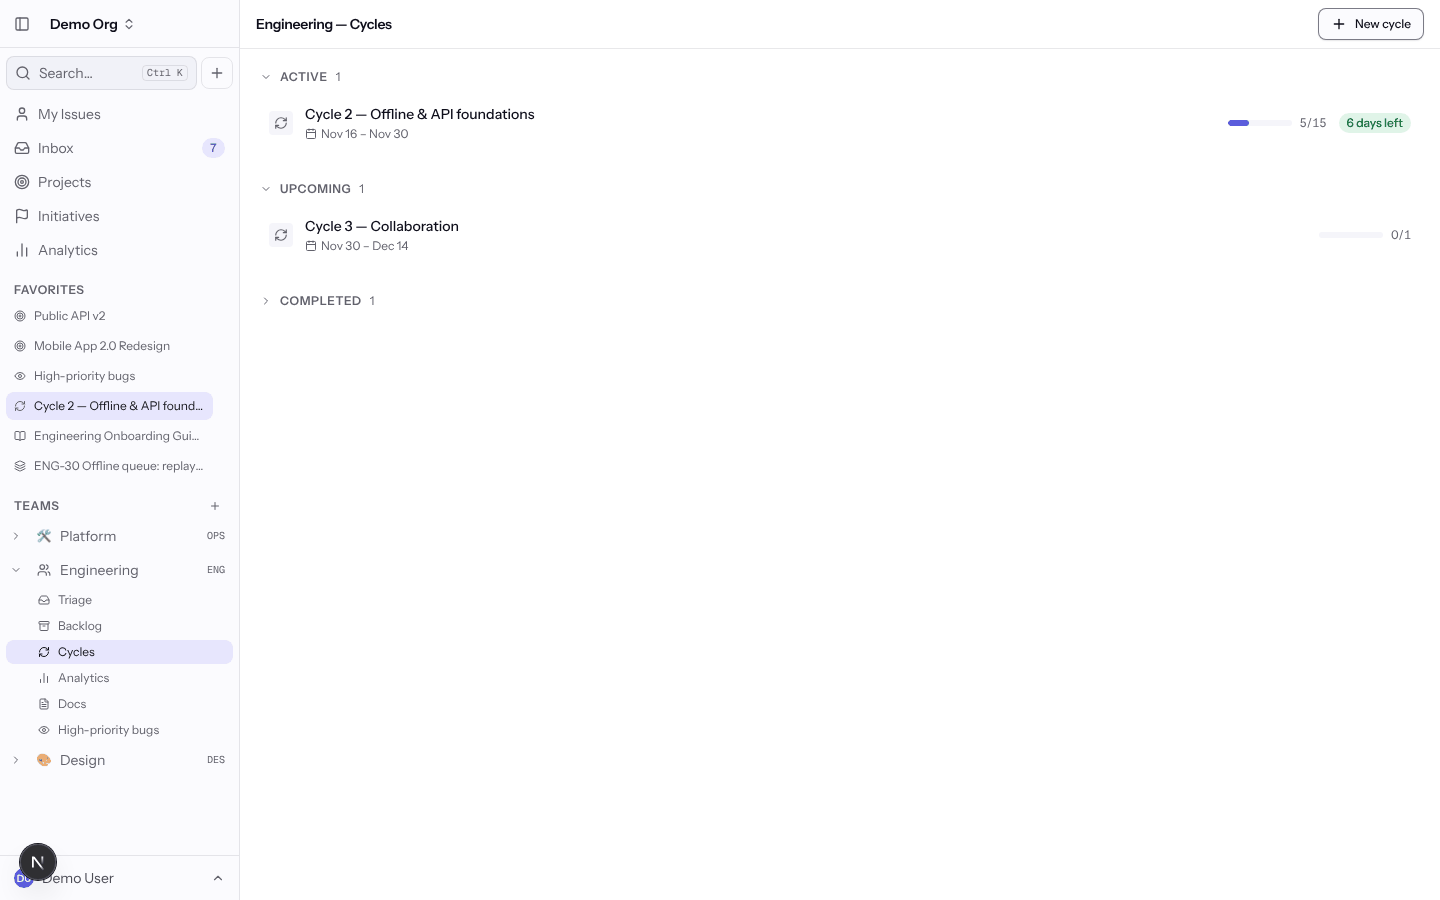 Demo Org
Search...
Ctrl K
My Issues
Inbox
7
Projects
Initiatives
Analytics
FAVORITES
Public API v2
Mobile App 2.0 Redesign
High-priority bugs
Cycle 2 — Offline & API found...
Engineering Onboarding Gui...
ENG-30 Offline queue: replay...
TEAMS
Platform
OPS
Engineering
ENG
Triage
Backlog
Cycles
Analytics
Docs
High-priority bugs
Design
DES
N
Demo User
Engineering — Cycles
New cycle
ACTIVE 1
Cycle 2 — Offline & API foundations
Nov 16 – Nov 30
5/15
6 days left
UPCOMING 1
Cycle 3 — Collaboration
Nov 30 – Dec 14
0/1
COMPLETED 1